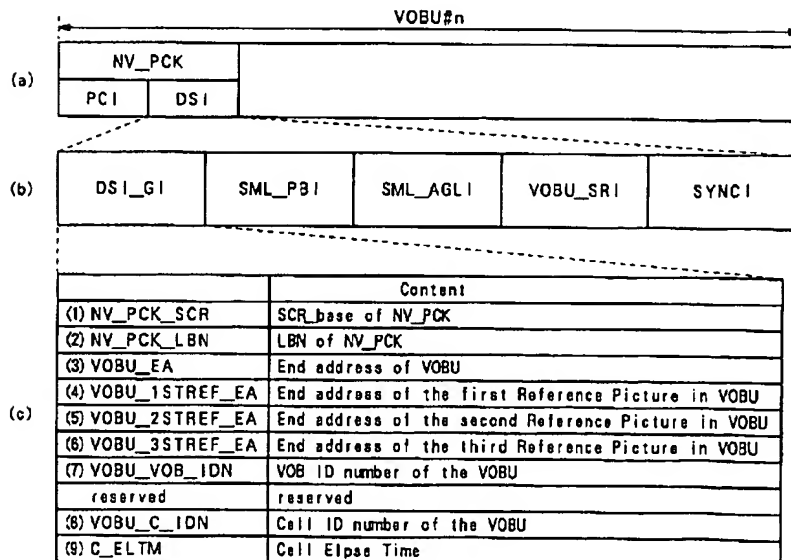 VOBU#n
(a)
NV_PCK
PCI DSI
(b)
DSI_GI SML_PBI SML_AGLI VOBU_SRI SYNCI
(c)
Content
(1) NV_PCK_SCR SCR_base of NV_PCK
(2) NV_PCK_LBN LBN of NV_PCK
(3) VOBU_EA End address of VOBU
(4) VOBU_1STREF_EA End address of the first Reference Picture in VOBU
(5) VOBU_2STREF_EA End address of the second Reference Picture in VOBU
(6) VOBU_3STREF_EA End address of the third Reference Picture in VOBU
(7) VOBU_VOB_IDN VOB ID number of the VOBU
reserved reserved
(8) VOBU_C_IDN Cell ID number of the VOBU
(9) C_ELTM Cell Elpse Time